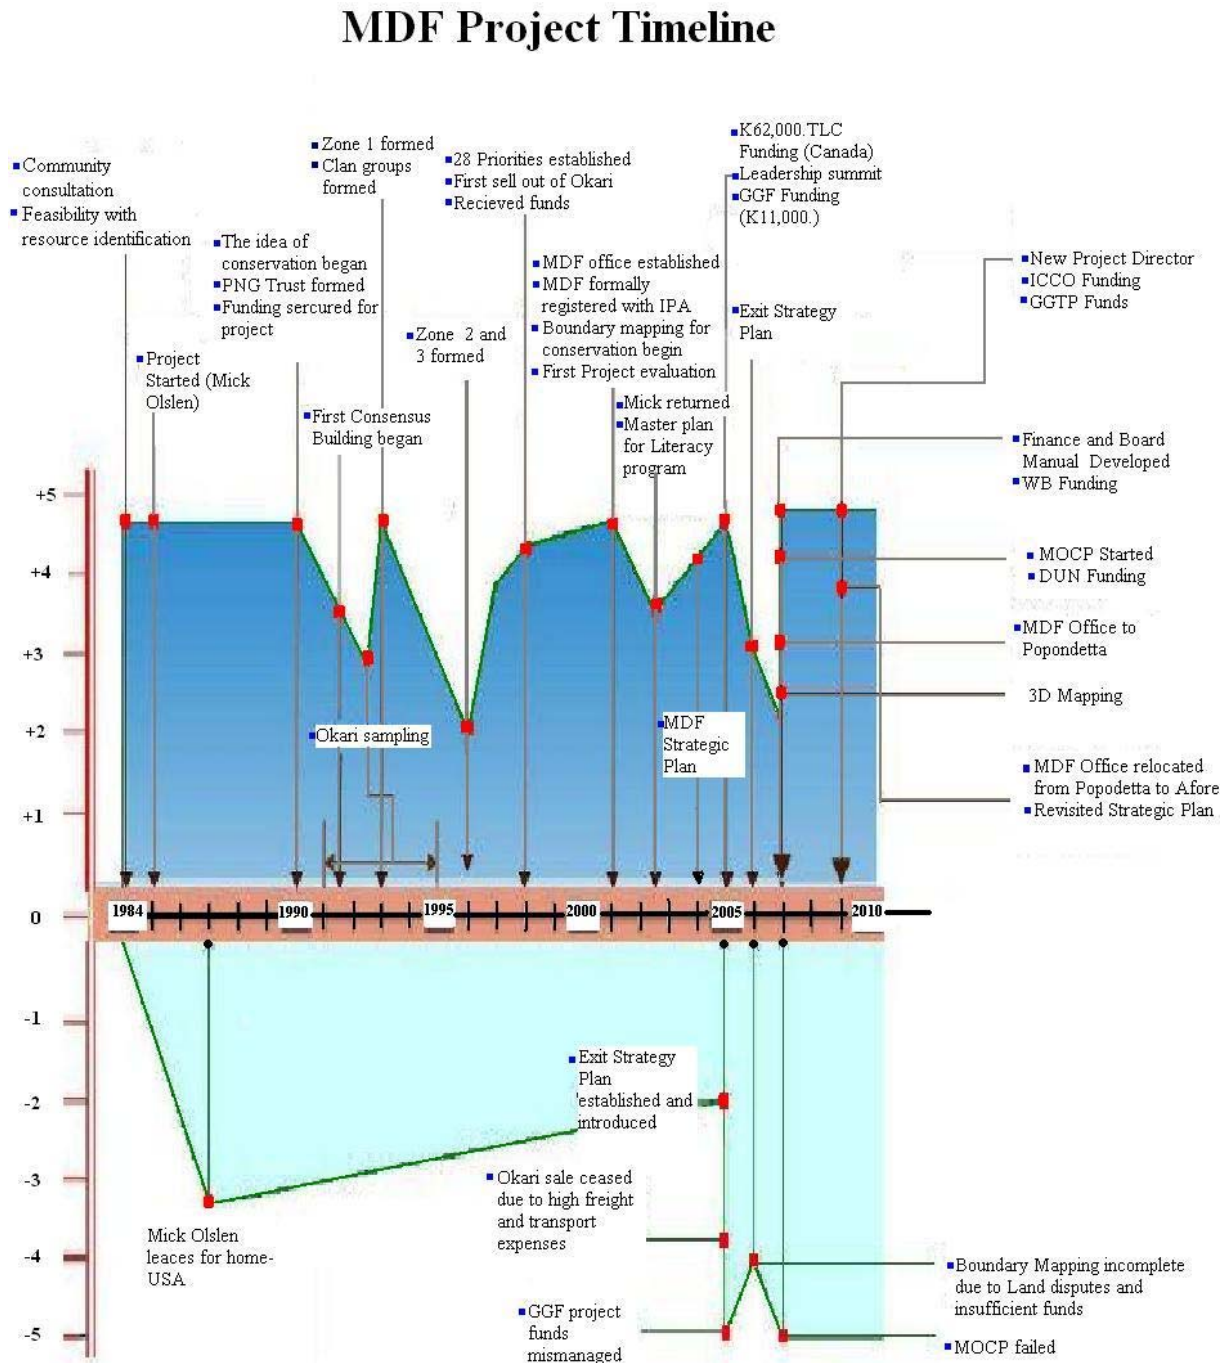 MDF Project Timeline
Community
consultation
Feasibility with
resource identification
Project
Started (Mick
Olslen)
The idea of
conservation began
PNG Trust formed
Funding sercured for
project
Zone 1 formed
Clan groups
formed
First Consensus
Building began
28 Priorities established
First sell out of Okari
Recieved funds
Zone 2 and
3 formed
MDF office established
MDF formally
registered with IPA
Boundary mapping for
conservation begin
First Project evaluation
Mick returned
Master plan
for Literacy
program
K62,000.TLC
Funding (Canada)
Leadership summit
GGF Funding
(K11,000.)
Exit Strategy
Plan
New Project Director
ICCO Funding
GGTP Funds
Finance and Board
Manual Developed
WB Funding
MOCP Started
DUN Funding
MDF Office to
Popondetta
3D Mapping
MDF Office relocated
from Popodetta to Afore
Revisited Strategic Plan
Okari sampling
MDF
Strategic
Plan
+5
+4
+3
+2
+1
0
-1
-2
-3
-4
-5
1984
1990
1995
2000
2005
2010
Mick Olslen
leaces for home-
USA
Exit Strategy
Plan
established and
introduced
Okari sale ceased
due to high freight
and transport
expenses
GGF project
funds
mismanaged
Boundary Mapping incomplete
due to Land disputes and
insufficient funds
MOCP failed